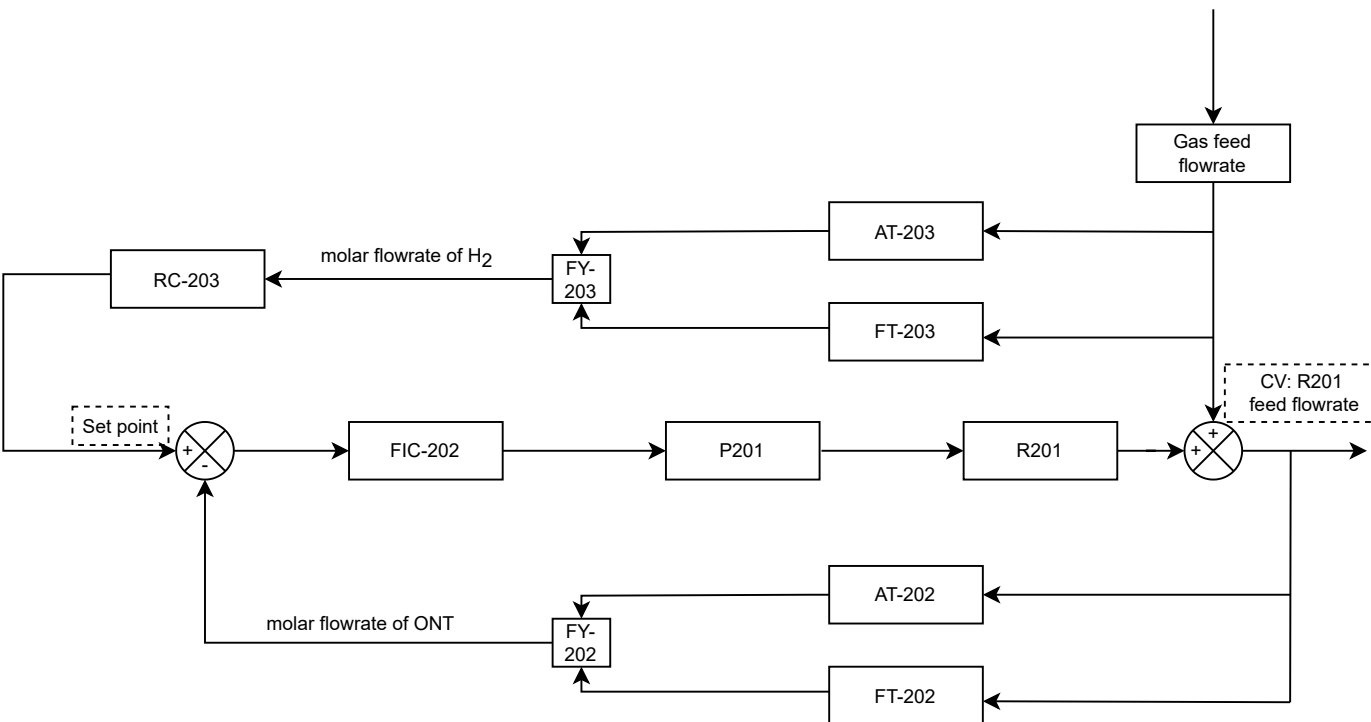 Gas feed
flowrate
AT-203
molar flowrate of H2
FY-
203
RC-203
FT-203
CV: R201
feed flowrate
Set point
+
-
FIC-202
P201
R201
+
+
AT-202
molar flowrate of ONT
FY-
202
FT-202